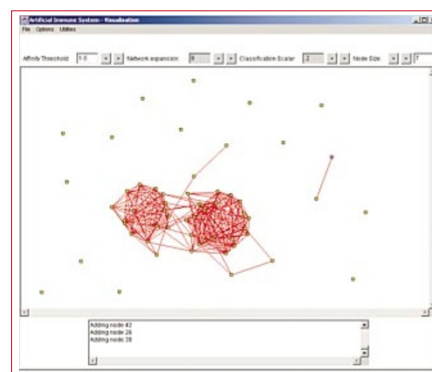 Artificial Immune System - Visualisation
File Options Utilities
Affinity Threshold 1.0 Network expansion Classification Scalar 2 Node Size 7
Adding node 42
Adding node 26
Adding node 39